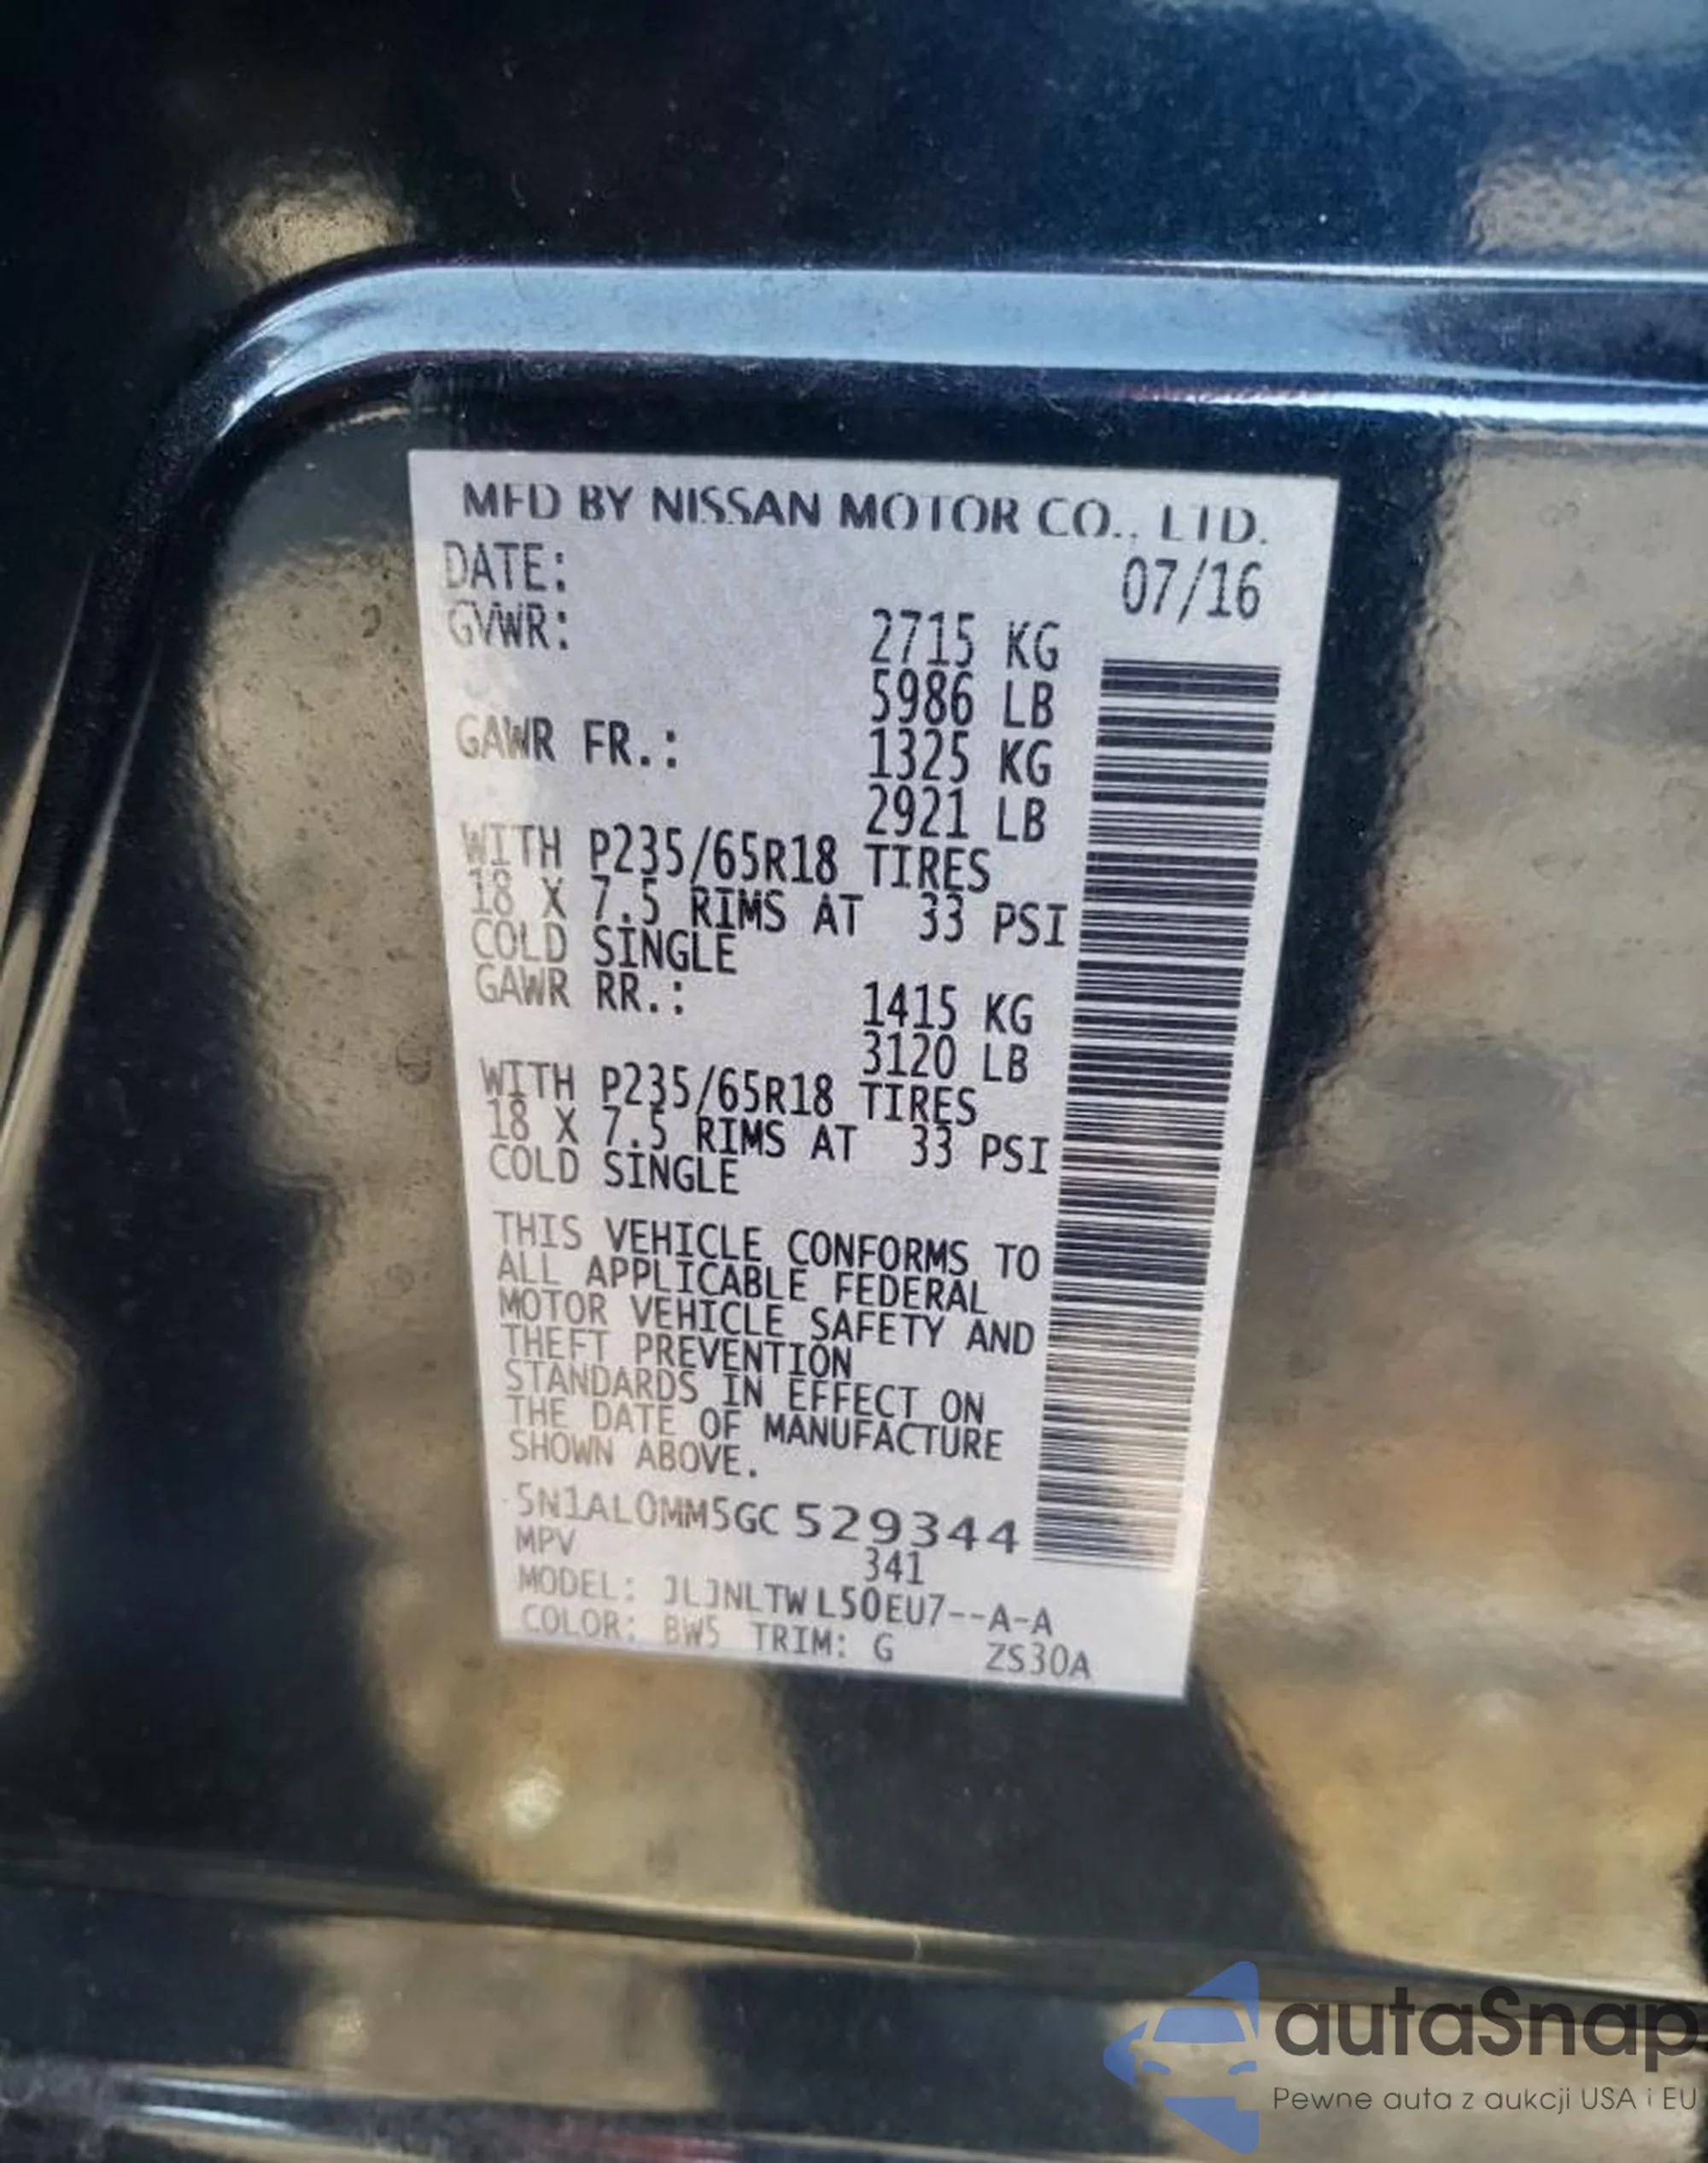 MFD BY NISSAN MOTOR CO., LTD.
DATE: 07/16
GVWR: 2715 KG
5986 LB
GAWR FR.: 1325 KG
2921 LB
WITH P235/65R18 TIRES
18 X 7.5 RIMS AT 33 PSI
COLD SINGLE
GAWR RR.: 1415 KG
3120 LB
WITH P235/65R18 TIRES
18 X 7.5 RIMS AT 33 PSI
COLD SINGLE
THIS VEHICLE CONFORMS TO
ALL APPLICABLE FEDERAL
MOTOR VEHICLE SAFETY AND
THEFT PREVENTION
STANDARDS IN EFFECT ON
THE DATE OF MANUFACTURE
SHOWN ABOVE.
5N1AL0MM5GC529344
MPV 341
MODEL: JLJNLTWL50EU7--A-A
COLOR: BW5 TRIM: G ZS30A
autaSnap
Pewne auta z aukcji USA i EU